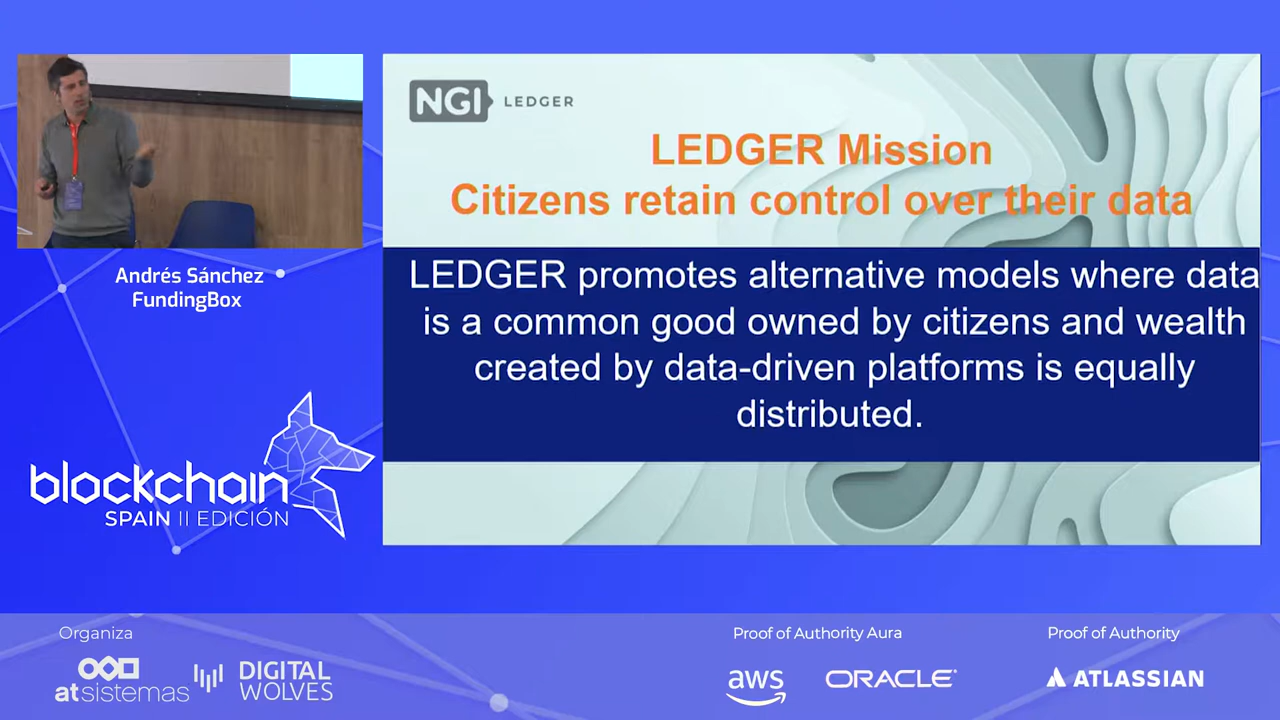 NGI LEDGER
LEDGER Mission
Citizens retain control over their data
LEDGER promotes alternative models where data
is a common good owned by citizens and wealth
created by data-driven platforms is equally
distributed.
Andrés Sánchez
FundingBox
blockchain
SPAIN II EDICIÓN
Organiza
atsistemas
DIGITAL
WOLVES
Proof of Authority Aura
aws
ORACLE
Proof of Authority
ATLASSIAN